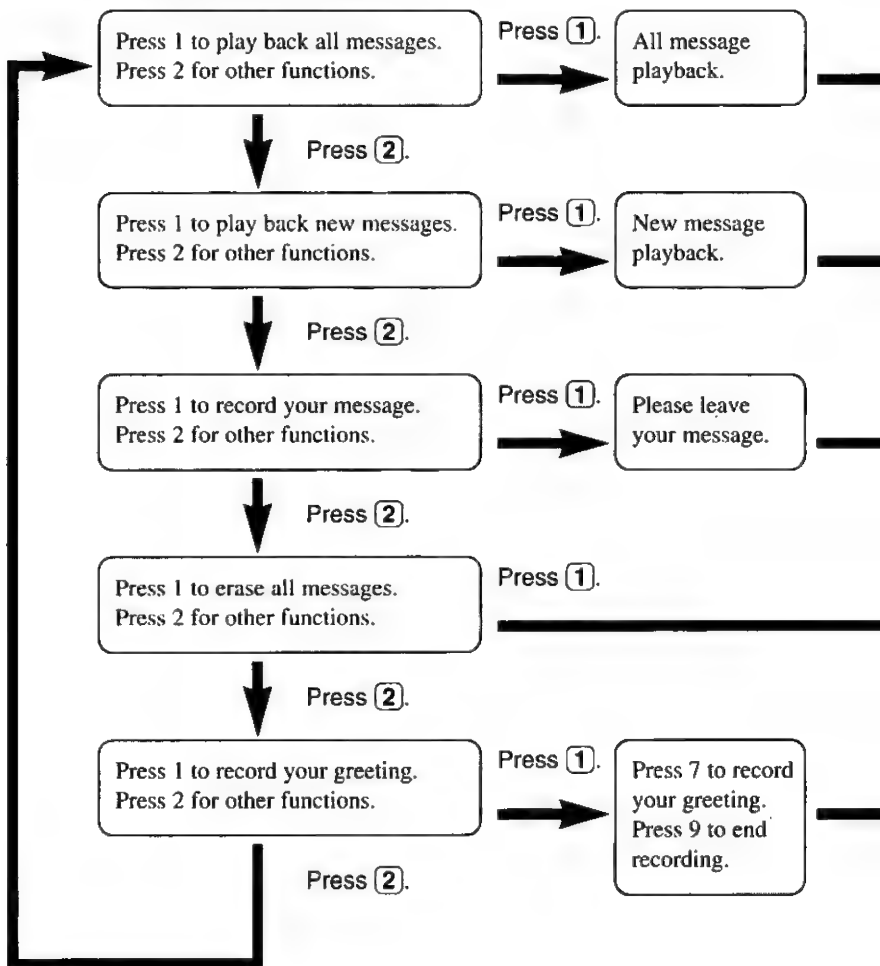 Press 1 to play back all messages.
Press 2 for other functions.
Press 1.
All message
playback.
Press 2.
Press 1 to play back new messages.
Press 2 for other functions.
Press 1.
New message
playback.
Press 2.
Press 1 to record your message.
Press 2 for other functions.
Press 1.
Please leave
your message.
Press 2.
Press 1 to erase all messages.
Press 2 for other functions.
Press 1.
Press 2.
Press 1 to record your greeting.
Press 2 for other functions.
Press 1.
Press 7 to record
your greeting.
Press 9 to end
recording.
Press 2.